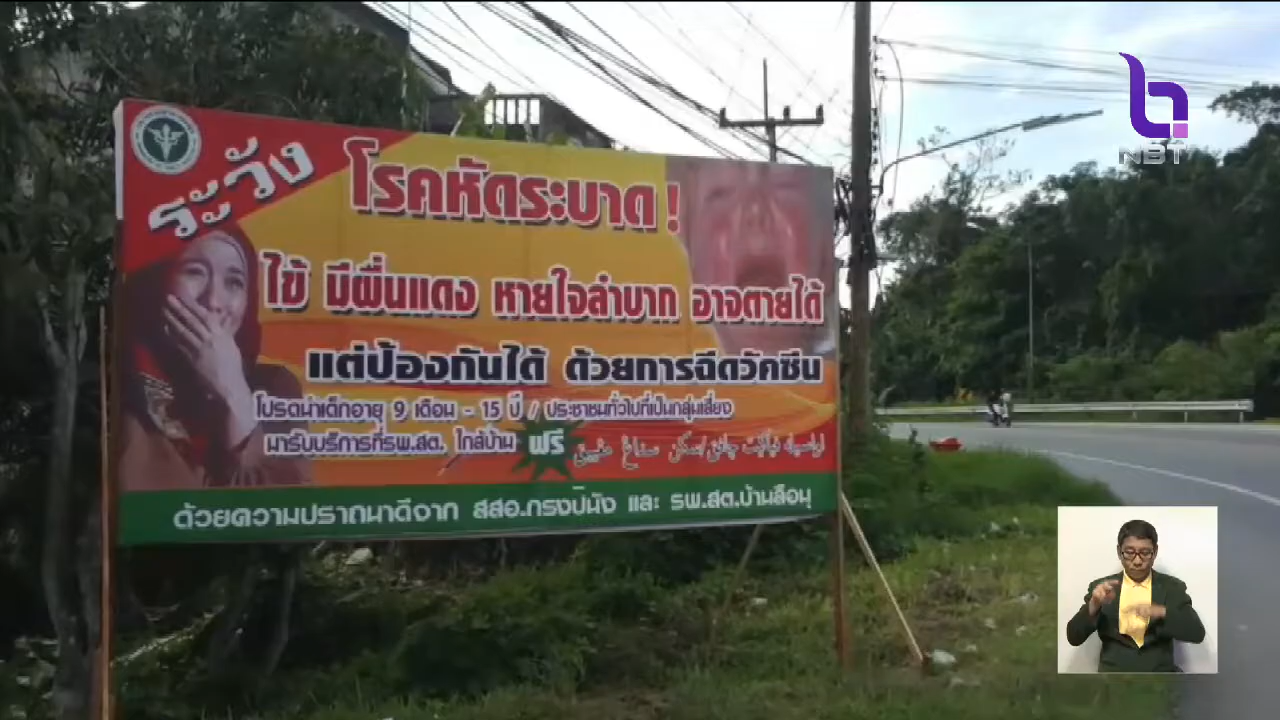 NBT
ระวัง
โรคหัดระบาด !
ไข้ มีผื่นแดง หายใจลำบาก อาจตายได้
แต่ป้องกันได้ ด้วยการฉีดวัคซีน
โปรดนำเด็กอายุ 9 เดือน - 15 ปี / ประชาชนทั่วไปที่เป็นกลุ่มเสี่ยง
มารับบริการที่รพ.สต. ใกล้บ้าน ฟรี
ด้วยความปรารถนาดีจาก สสอ.กรงปินัง และ รพ.สต.บ้านลือมุ